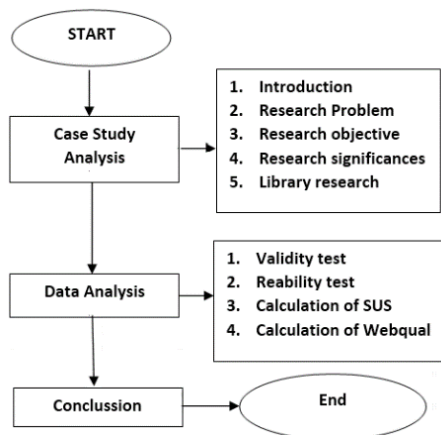 START
Case Study
Analysis
1. Introduction
2. Research Problem
3. Research objective
4. Research significances
5. Library research
Data Analysis
1. Validity test
2. Reability test
3. Calculation of SUS
4. Calculation of Webqual
Conclussion
End